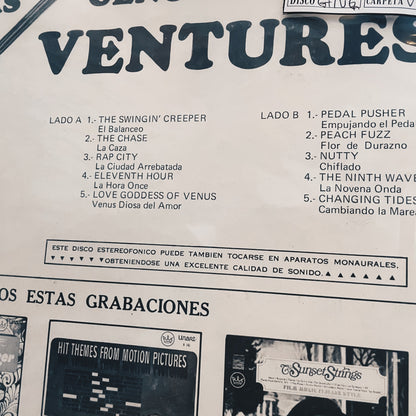 DISCO
CARPETA V
VENTURES
LADO A 1.- THE SWINGIN' CREEPER
El Balanceo
2.- THE CHASE
La Caza
3.- RAP CITY
La Ciudad Arrebatada
4.- ELEVENTH HOUR
La Hora Once
5.- LOVE GODDESS OF VENUS
Venus Diosa del Amor
LADO B 1.- PEDAL PUSHER
Empujando el Peda
2.- PEACH FUZZ
Flor de Durazno
3.- NUTTY
Chiflado
4.- THE NINTH WAVE
La Novena Onda
5.- CHANGING TIDES
Cambiando la Marea
ESTE DISCO ESTEREOFONICO PUEDE TAMBIEN TOCARSE EN APARATOS MONAURALES,
OBTENIENDOSE UNA EXCELENTE CALIDAD DE SONIDO.
OS ESTAS GRABACIONES
HIT THEMES FROM MOTION PICTURES
Sunset Strings